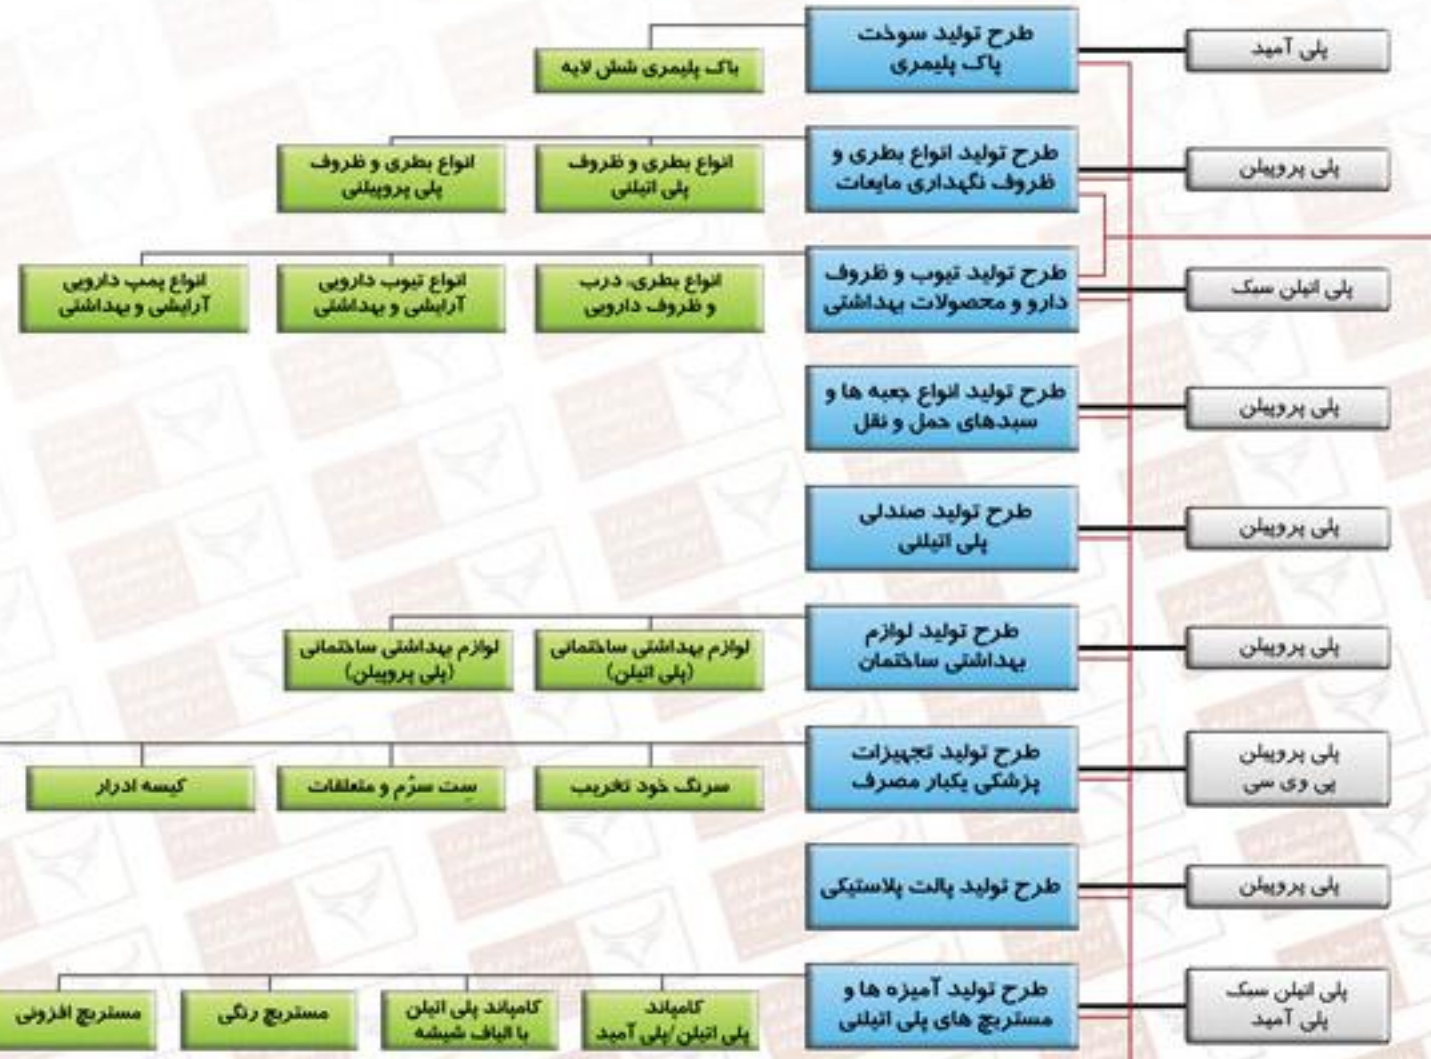 پلی آمید
طرح تولید سوخت
پاک پلیمری
باک پلیمری شش لایه
پلی پروپیلن
طرح تولید انواع بطری و
ظروف نگهداری مایعات
انواع بطری و ظروف
پلی اتیلنی
انواع بطری و ظروف
پلی پروپیلنی
پلی اتیلن سبک
طرح تولید تیوب و ظروف
دارو و محصولات بهداشتی
انواع بطری، درب
و ظروف دارویی
انواع تیوب دارویی
آرایشی و بهداشتی
انواع پمپ دارویی
آرایشی و بهداشتی
پلی پروپیلن
طرح تولید انواع جعبه ها و
سبدهای حمل و نقل
پلی پروپیلن
طرح تولید صندلی
پلی اتیلنی
پلی پروپیلن
طرح تولید لوازم
بهداشتی ساختمان
لوازم بهداشتی ساختمانی
(پلی اتیلن)
لوازم بهداشتی ساختمانی
(پلی پروپیلن)
پلی پروپیلن
پی وی سی
طرح تولید تجهیزات
پزشکی یکبار مصرف
سرنگ خود تخریب
سِت سرُم و متعلقات
کیسه ادرار
پلی پروپیلن
طرح تولید پالت پلاستیکی
پلی اتیلن سبک
پلی آمید
طرح تولید آمیزه ها و
مستربچ های پلی اتیلنی
کامپاند
پلی اتیلن/پلی آمید
کامپاند پلی اتیلن
با الیاف شیشه
مستربچ رنگی
مستربچ افزونی